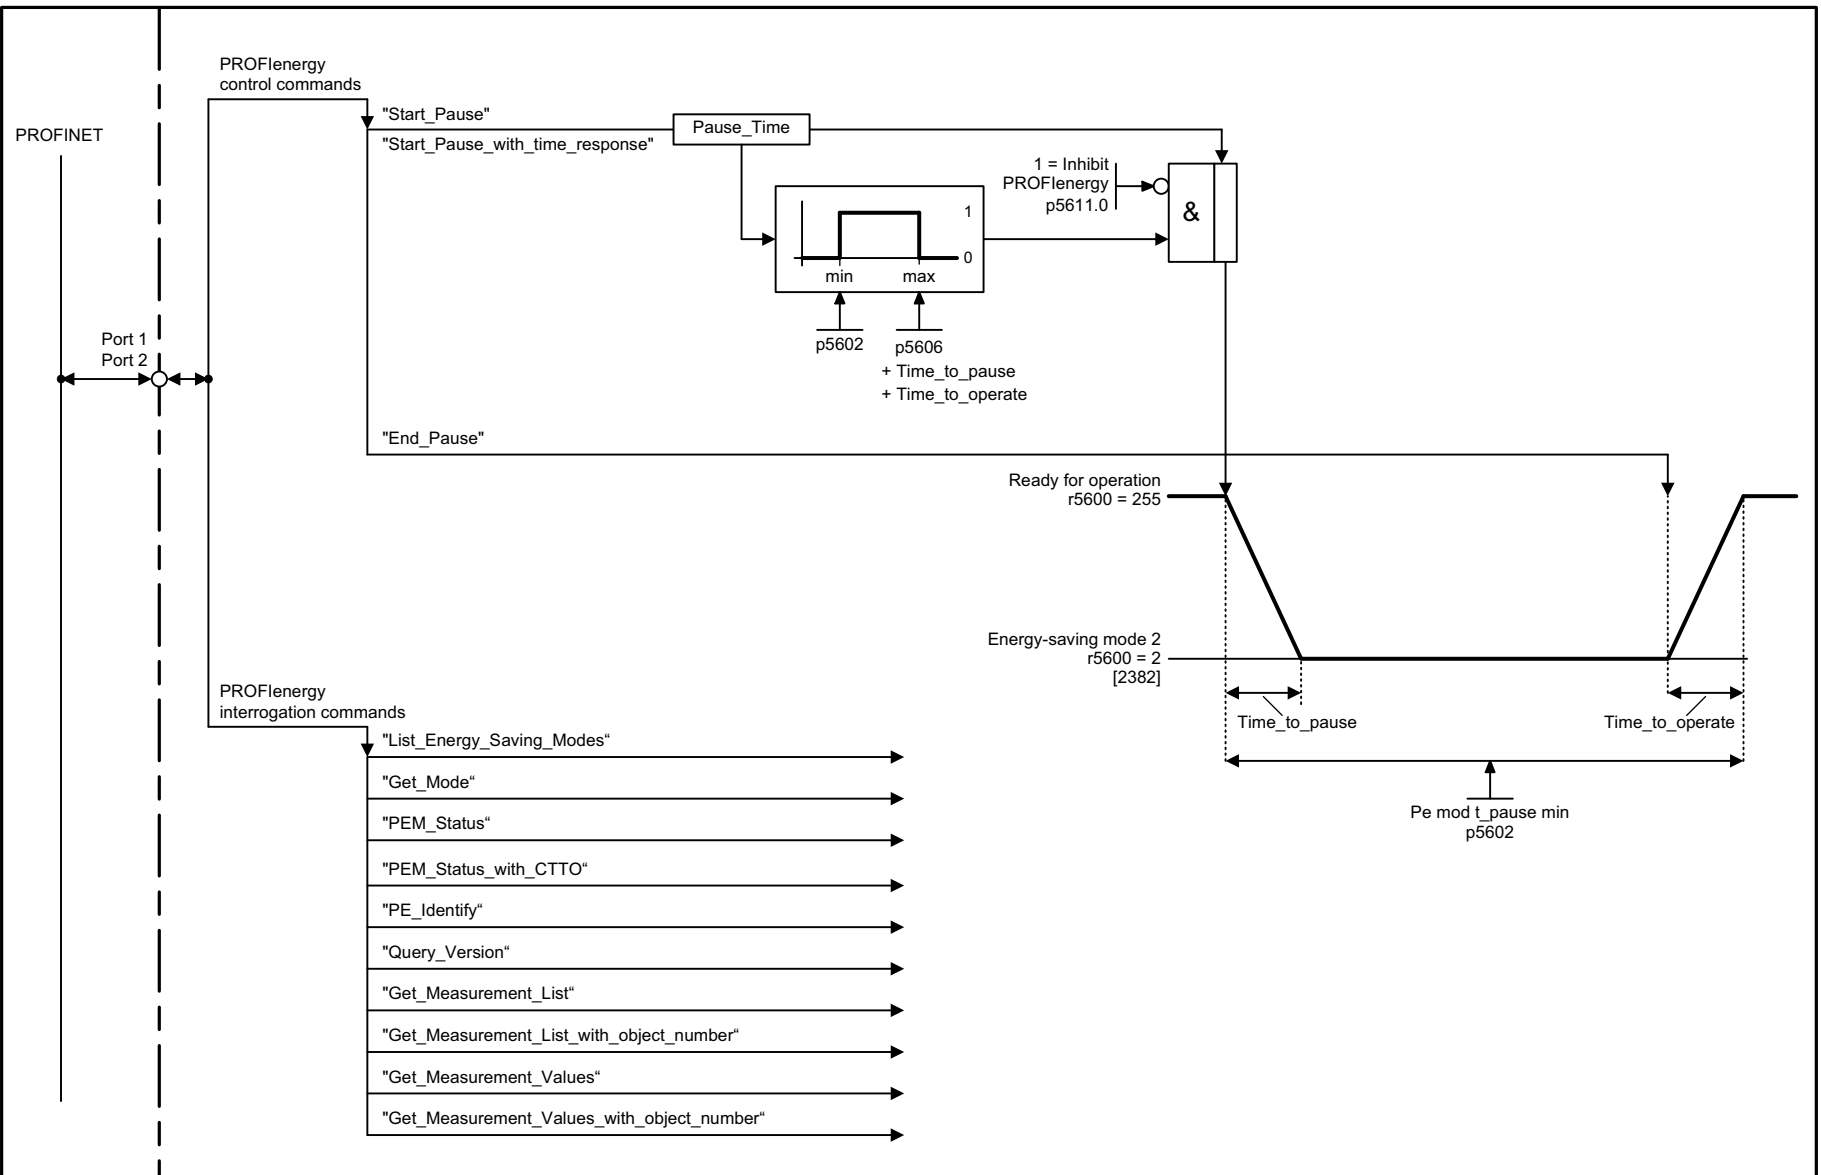 PROFIenergy
control commands
PROFINET
"Start_Pause"
"Start_Pause_with_time_response"
Pause_Time
1 = Inhibit
PROFIenergy
p5611.0
&
1
0
min
max
p5602
p5606
+ Time_to_pause
+ Time_to_operate
Port 1
Port 2
"End_Pause"
Ready for operation
r5600 = 255
Energy-saving mode 2
r5600 = 2
[2382]
Time_to_pause
Time_to_operate
Pe mod t_pause min
p5602
PROFIenergy
interrogation commands
"List_Energy_Saving_Modes“
"Get_Mode“
"PEM_Status“
"PEM_Status_with_CTTO“
"PE_Identify“
"Query_Version“
"Get_Measurement_List“
"Get_Measurement_List_with_object_number“
"Get_Measurement_Values“
"Get_Measurement_Values_with_object_number“